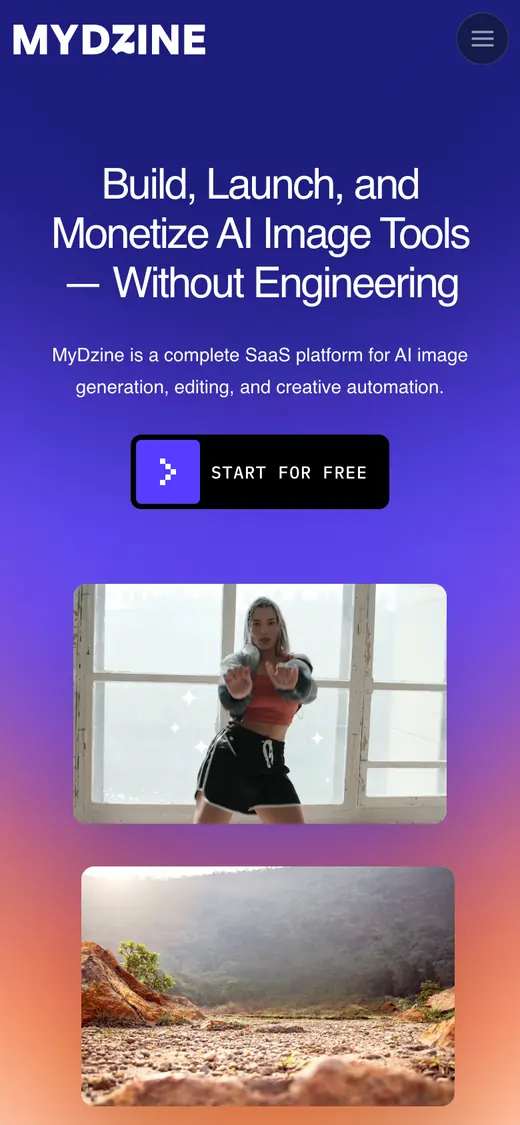 MYDZINE
Build, Launch, and
Monetize AI Image Tools
— Without Engineering
MyDzine is a complete SaaS platform for AI image
generation, editing, and creative automation.
START FOR FREE